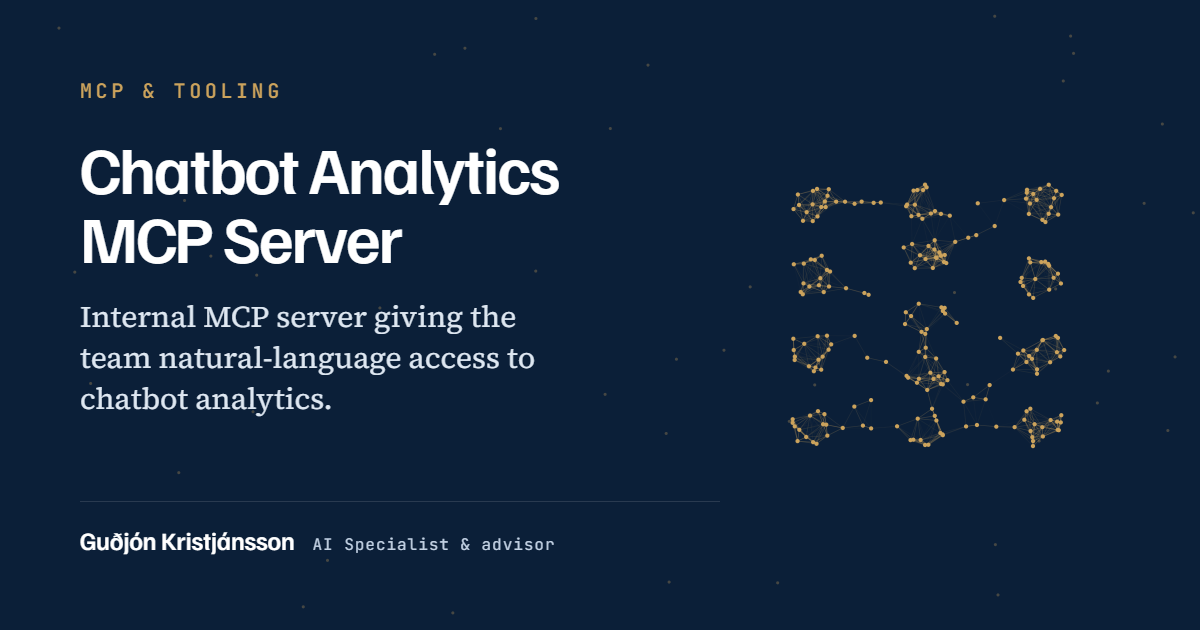 MCP & TOOLING
Chatbot Analytics
MCP Server
Internal MCP server giving the
team natural-language access to
chatbot analytics.
Guðjón Kristjánsson AI Specialist & advisor